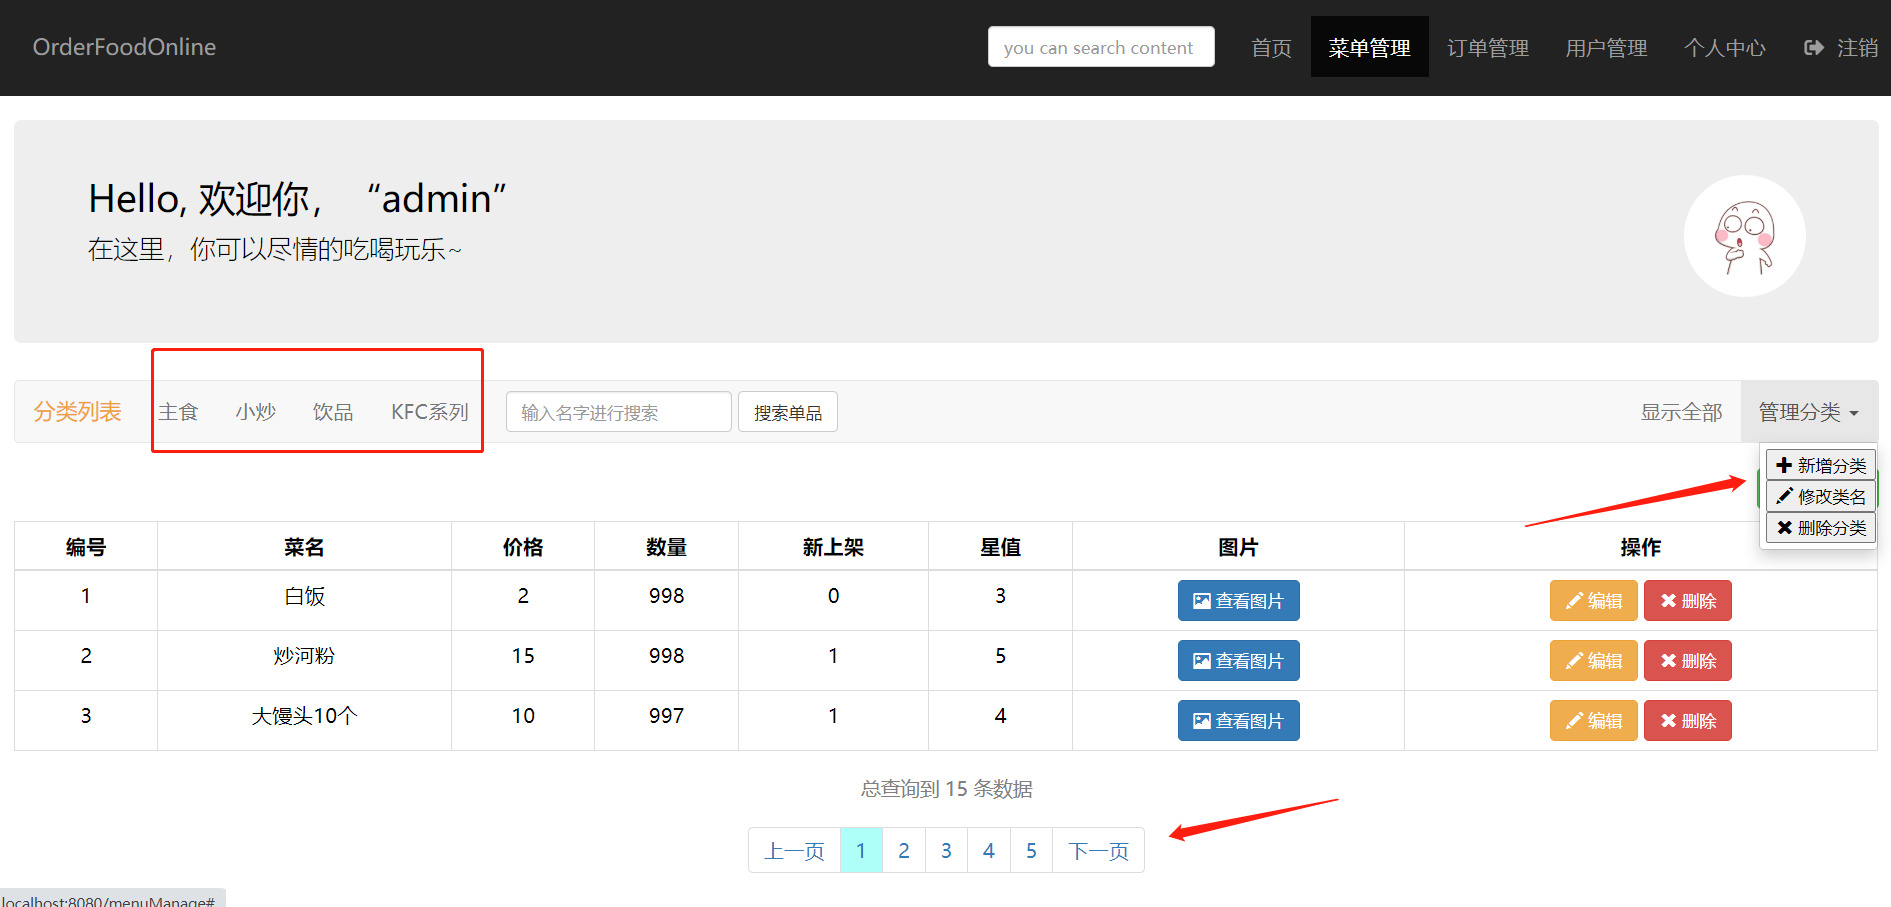 OrderFoodOnline you can search content 首页 菜单管理 订单管理 用户管理 个人中心 注销
Hello, 欢迎你，“admin”
在这里，你可以尽情的吃喝玩乐~
分类列表 主食 小炒 饮品 KFC系列 输入名字进行搜索 搜索单品 显示全部 管理分类
新增分类
修改类名
删除分类
编号 菜名 价格 数量 新上架 星值 图片 操作
1 白饭 2 998 0 3 查看图片 编辑 删除
2 炒河粉 15 998 1 5 查看图片 编辑 删除
3 大馒头10个 10 997 1 4 查看图片 编辑 删除
总查询到 15 条数据
上一页 1 2 3 4 5 下一页
localhost:8080/menuManage#